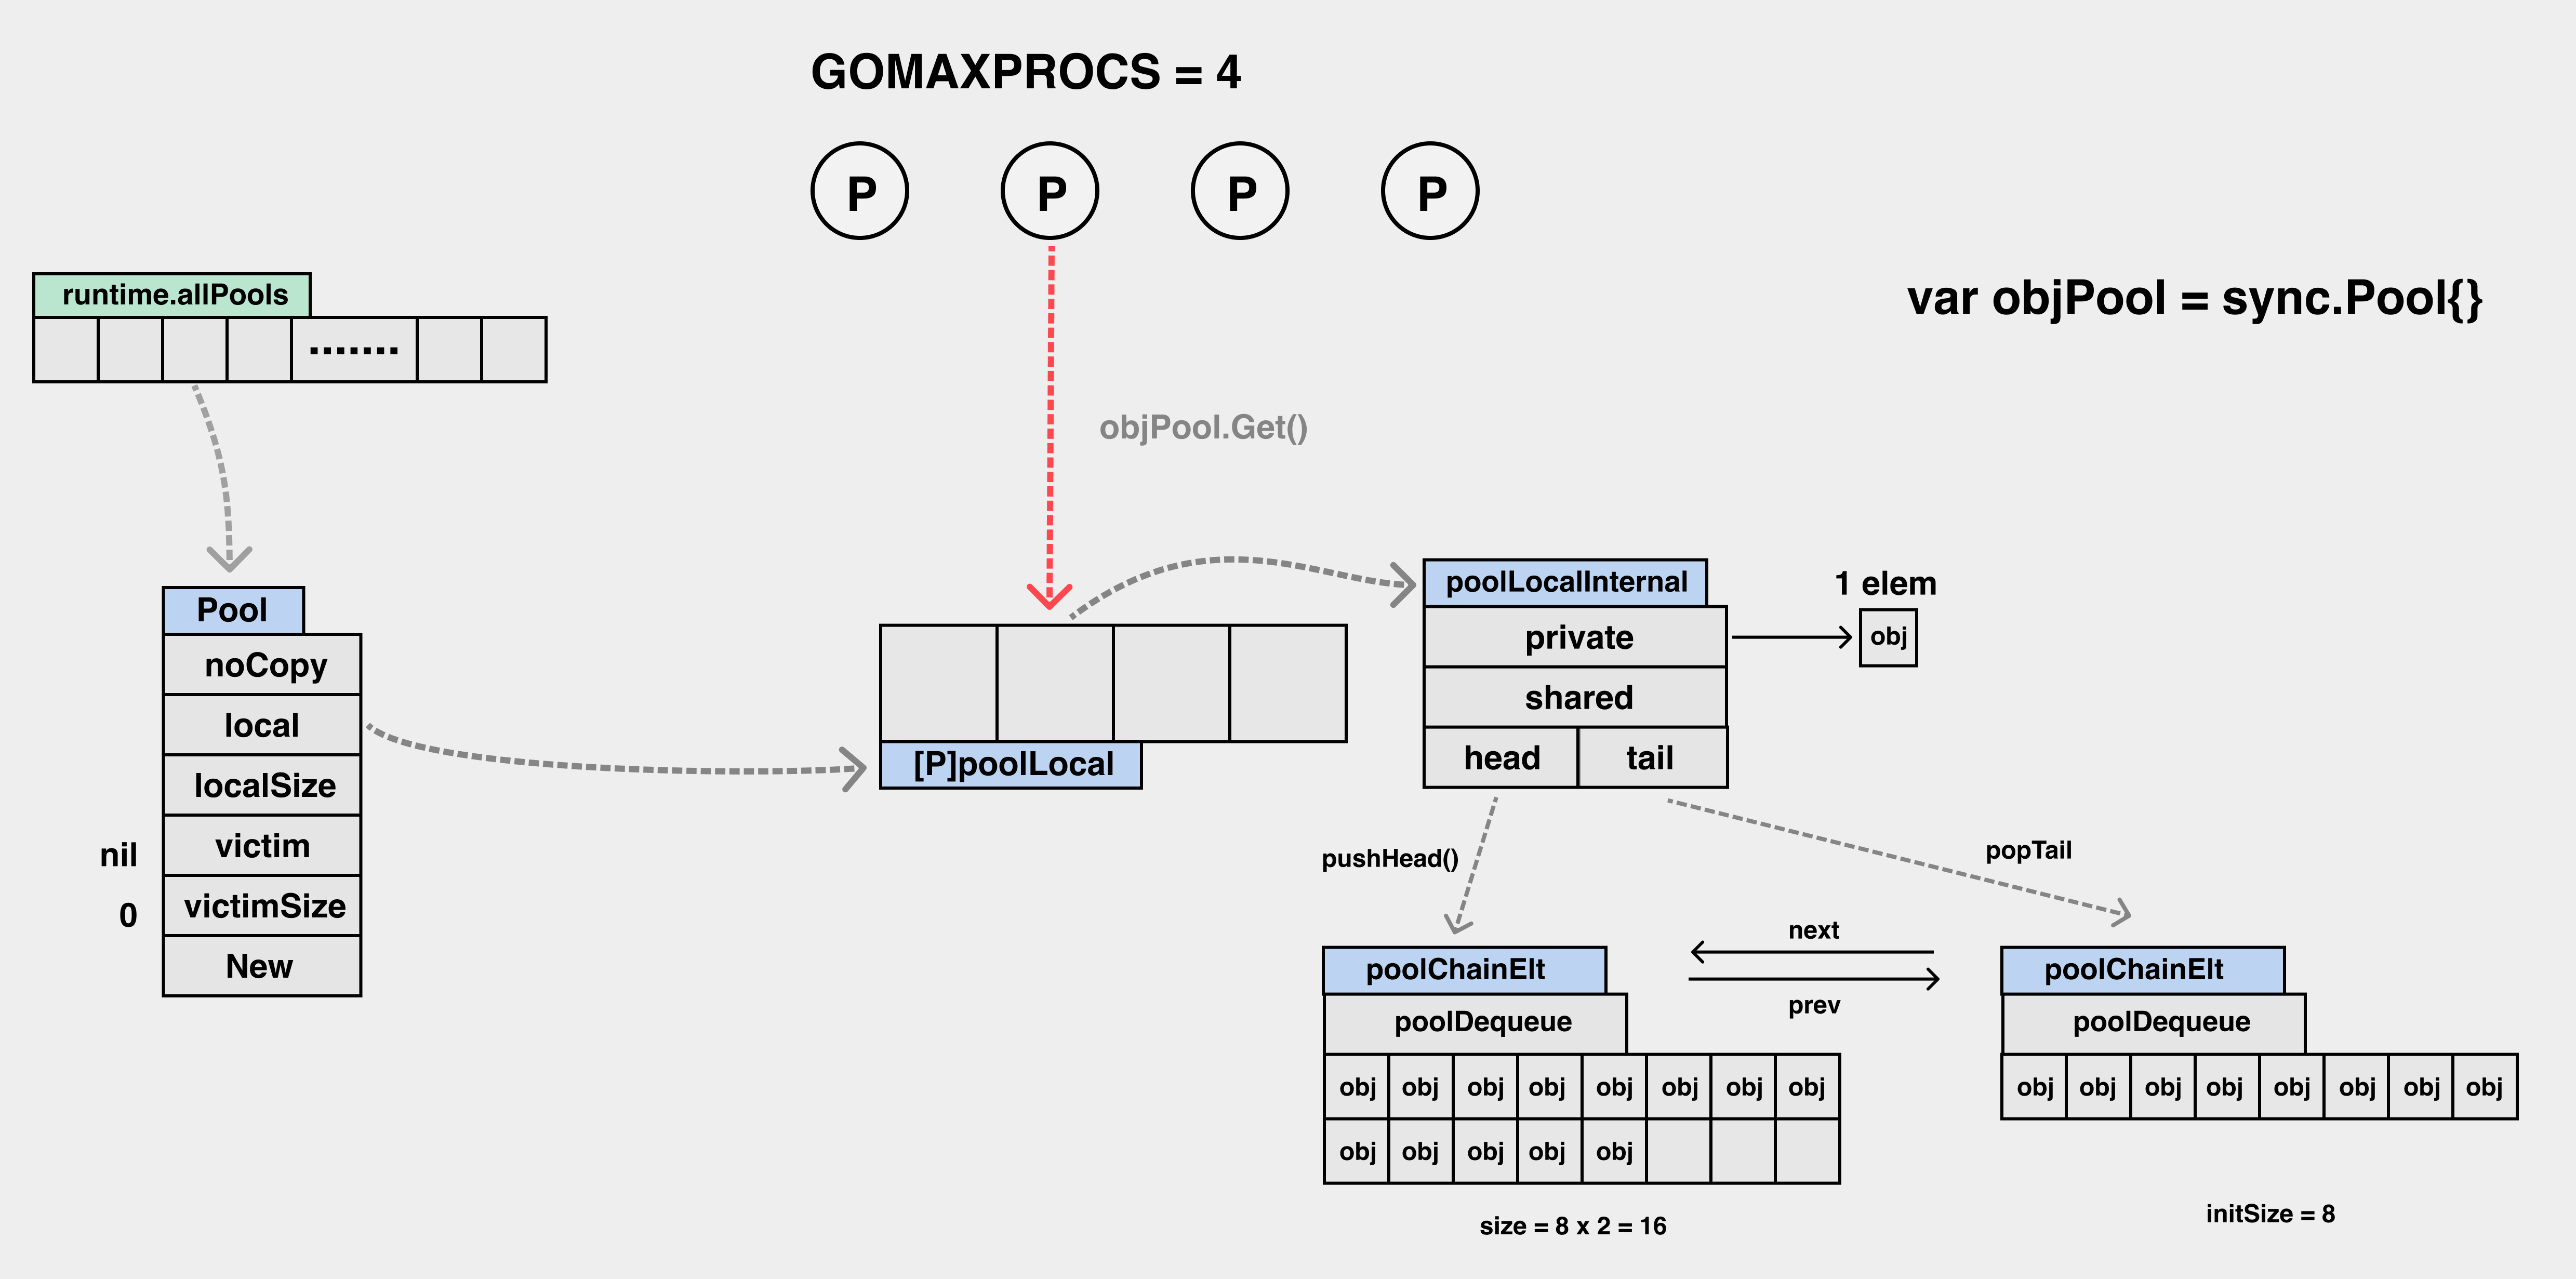 GOMAXPROCS = 4
P P P P
runtime.allPools
.......
var objPool = sync.Pool{}
objPool.Get()
Pool
noCopy
local
localSize
nil
victim
0
victimSize
New
[P]poolLocal
poolLocalInternal
private
shared
head tail
1 elem
obj
pushHead()
popTail
next
prev
poolChainElt
poolDequeue
obj obj obj obj obj obj obj obj
obj obj obj obj obj
size = 8 x 2 = 16
poolChainElt
poolDequeue
obj obj obj obj obj obj obj obj
initSize = 8